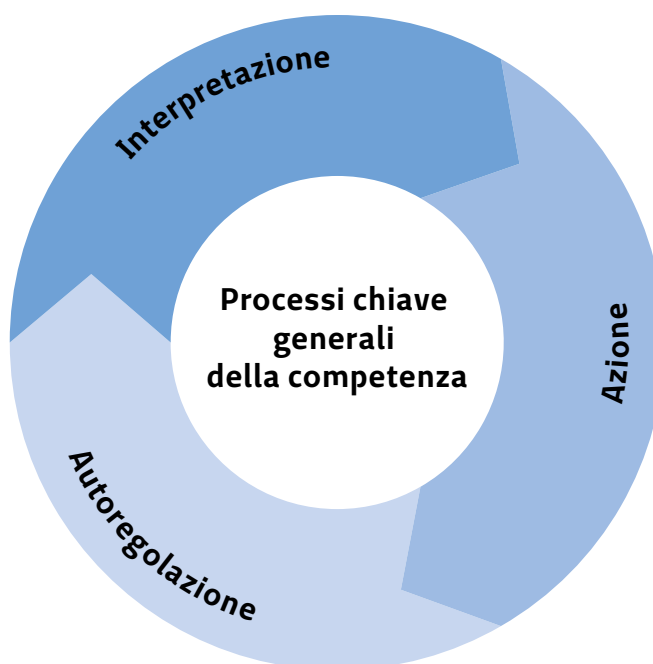 Interpretazione
Processi chiave
generali
della competenza
Azione
Autoregolazione